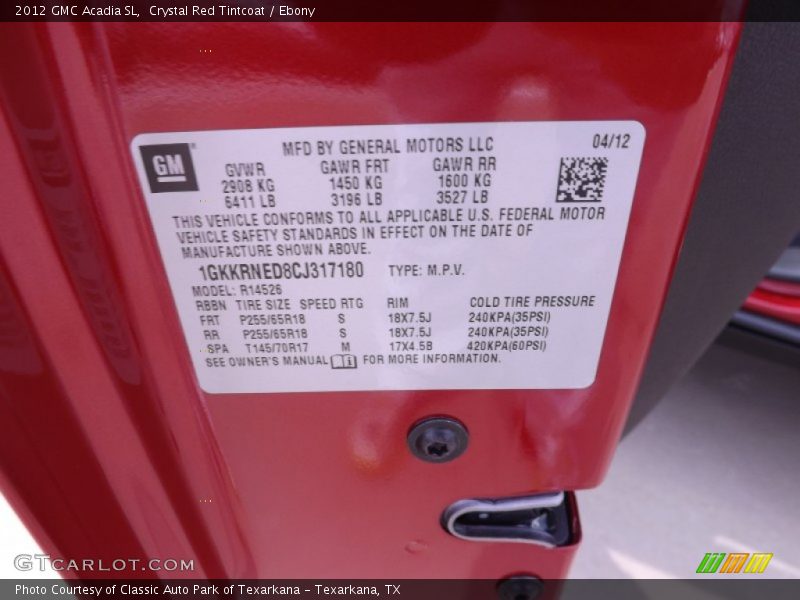 2012 GMC Acadia SL, Crystal Red Tintcoat / Ebony
GM
MFD BY GENERAL MOTORS LLC 04/12
GVWR GAWR FRT GAWR RR
2908 KG 1450 KG 1600 KG
6411 LB 3196 LB 3527 LB
THIS VEHICLE CONFORMS TO ALL APPLICABLE U.S. FEDERAL MOTOR
VEHICLE SAFETY STANDARDS IN EFFECT ON THE DATE OF
MANUFACTURE SHOWN ABOVE.
1GKKRNED8CJ317180 TYPE: M.P.V.
MODEL: R14526
RBBN TIRE SIZE SPEED RTG RIM COLD TIRE PRESSURE
FRT P255/65R18 S 18X7.5J 240KPA(35PSI)
RR P255/65R18 S 18X7.5J 240KPA(35PSI)
SPA T145/70R17 M 17X4.5B 420KPA(60PSI)
SEE OWNER'S MANUAL FOR MORE INFORMATION.
GTCARLOT.COM
Photo Courtesy of Classic Auto Park of Texarkana - Texarkana, TX